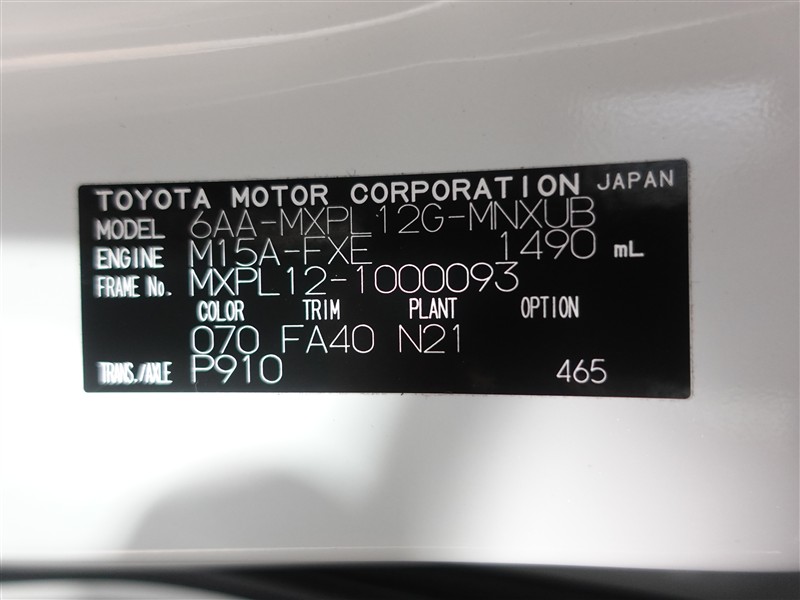 TOYOTA MOTOR CORPORATION JAPAN
MODEL 6AA-MXPL12G-MNXUB
ENGINE M15A-FXE 1490 mL
FRAME No. MXPL12-1000093
COLOR TRIM PLANT OPTION
070 FA40 N21
TRANS./AXLE P910 465